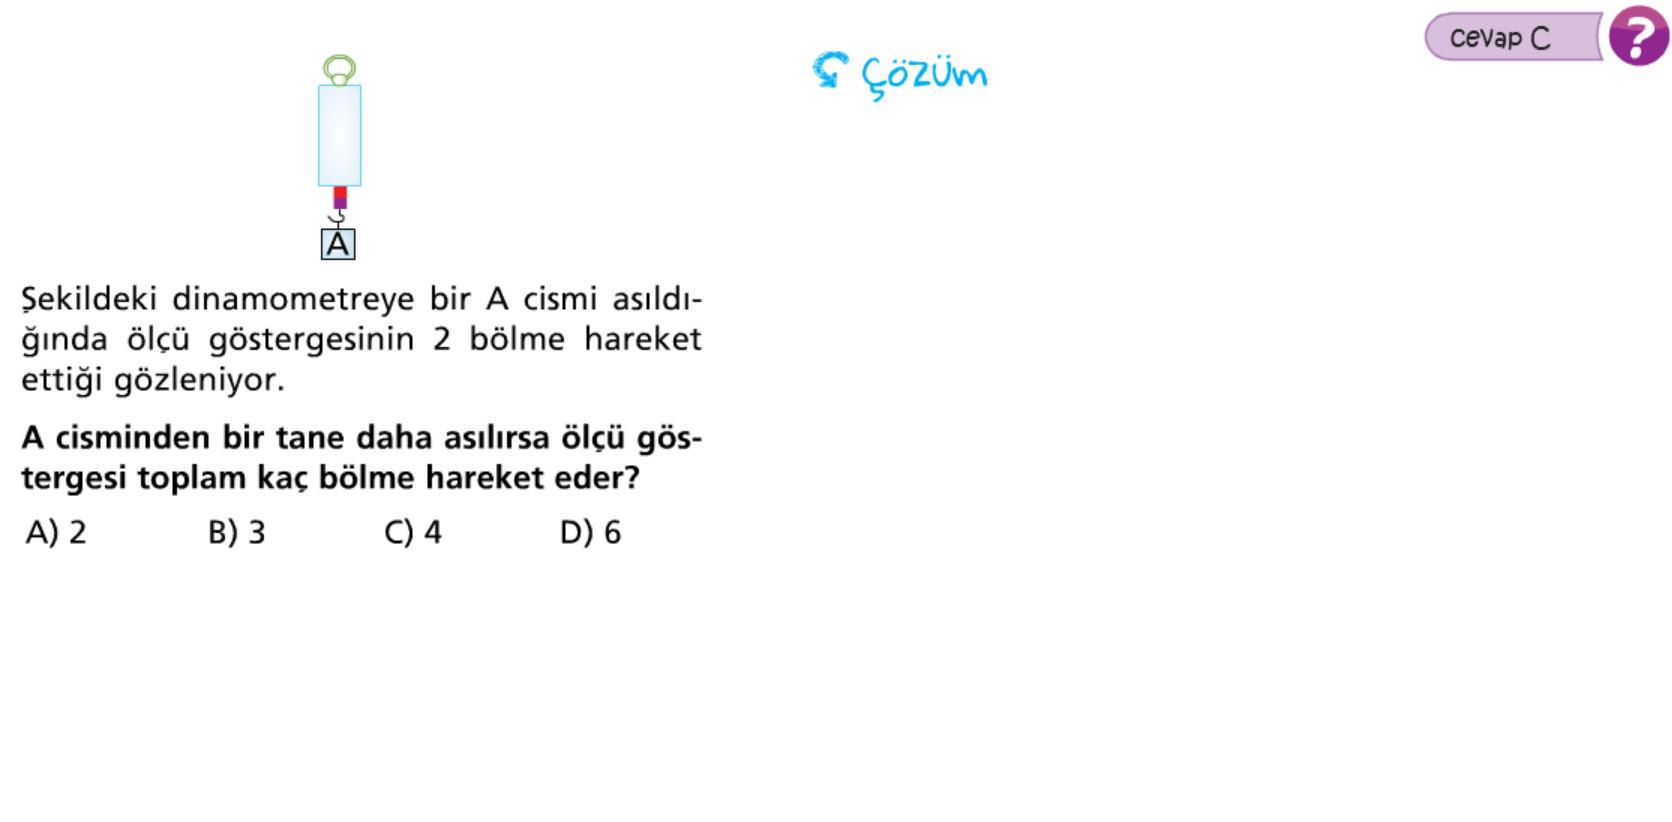 cevap C
?
Çözüm
A
Şekildeki dinamometreye bir A cismi asıldı-
ğında ölçü göstergesinin 2 bölme hareket
ettiği gözleniyor.
A cisminden bir tane daha asılırsa ölçü gös-
tergesi toplam kaç bölme hareket eder?
A) 2 B) 3 C) 4 D) 6